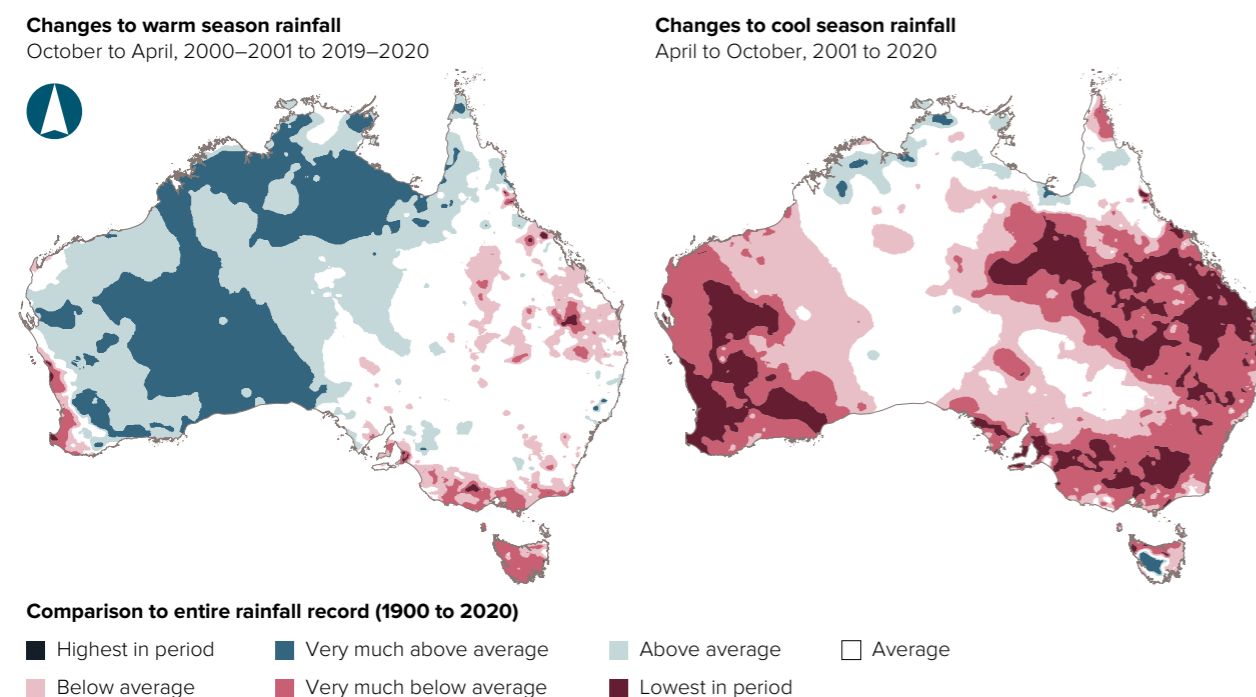 Changes to warm season rainfall
October to April, 2000–2001 to 2019–2020
Changes to cool season rainfall
April to October, 2001 to 2020
Comparison to entire rainfall record (1900 to 2020)
Highest in period
Very much above average
Above average
Average
Below average
Very much below average
Lowest in period